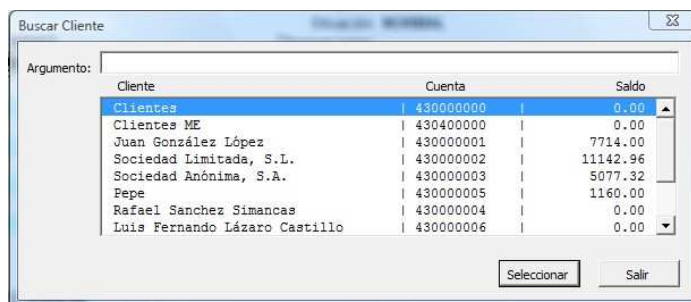 Buscar Cliente
Argumento:
Cliente Cuenta Saldo
Clientes | 430000000 | 0.00
Clientes ME | 430400000 | 0.00
Juan González López | 430000001 | 7714.00
Sociedad Limitada, S.L. | 430000002 | 11142.96
Sociedad Anónima, S.A. | 430000003 | 5077.32
Pepe | 430000005 | 1160.00
Rafael Sanchez Simancas | 430000004 | 0.00
Luis Fernando Lázaro Castillo | 430000006 | 0.00
Seleccionar Salir